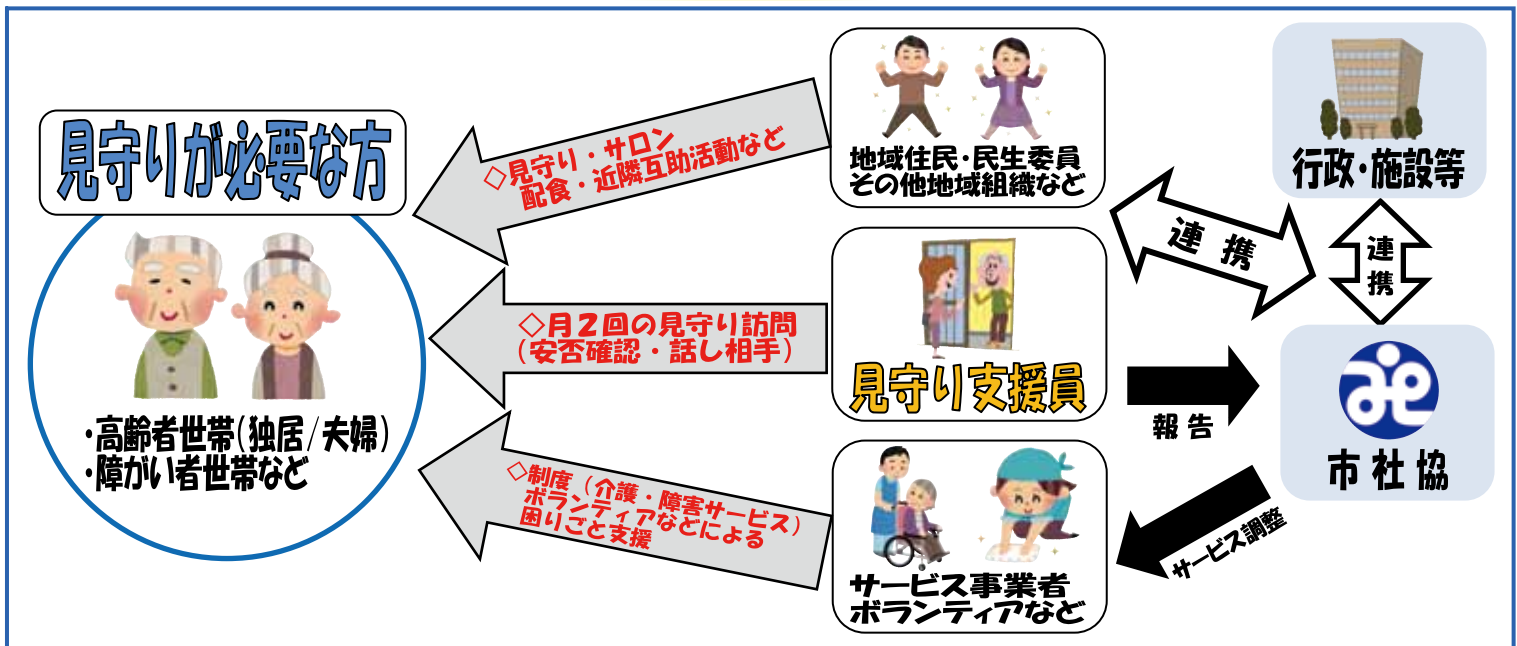 見守りが必要な方
・高齢者世帯(独居/夫婦)
・障がい者世帯など
◇見守り・サロン
配食・近隣互助活動など
◇月2回の見守り訪問
(安否確認・話し相手)
◇制度(介護・障害サービス)
ボランティアなどによる
困りごと支援
地域住民・民生委員
その他地域組織など
見守り支援員
サービス事業者
ボランティアなど
連携
報告
サービス調整
行政・施設等
連携
市社協